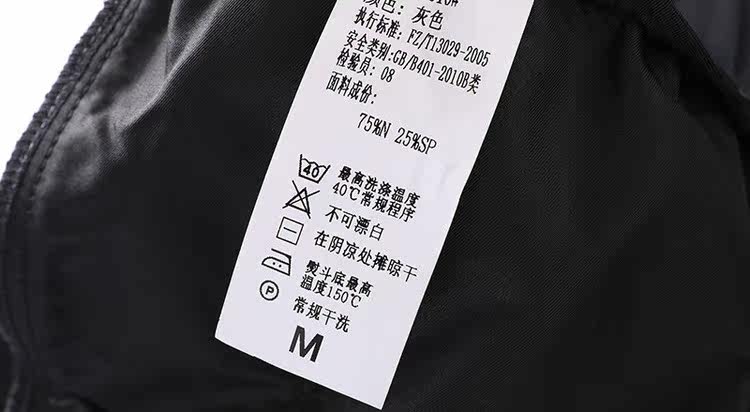 颜色: 灰色
执行标准: FZ/T13029-2005
安全类别:GB/B401-2010B类
检验员: 08
面料成价:
75%N 25%SP
40 最高洗涤温度
40℃常规程序
不可漂白
在阴凉处摊晾干
熨斗底最高
温度150℃
P 常规干洗
M